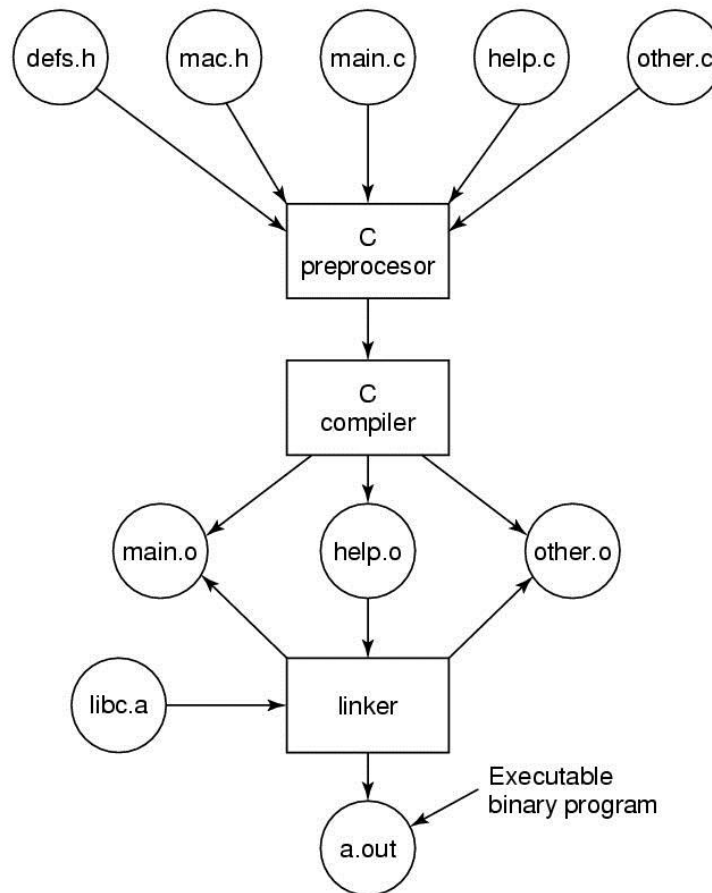 defs.h
mac.h
main.c
help.c
other.c
C
preprocesor
C
compiler
main.o
help.o
other.o
libc.a
linker
Executable
binary program
a.out